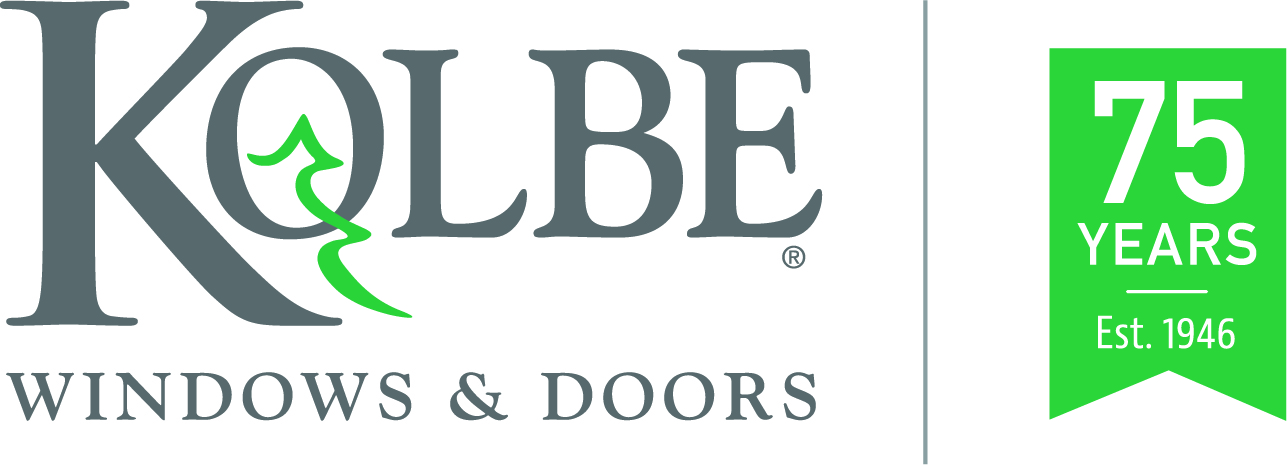 KOLBE®
WINDOWS & DOORS
75
YEARS
Est. 1946